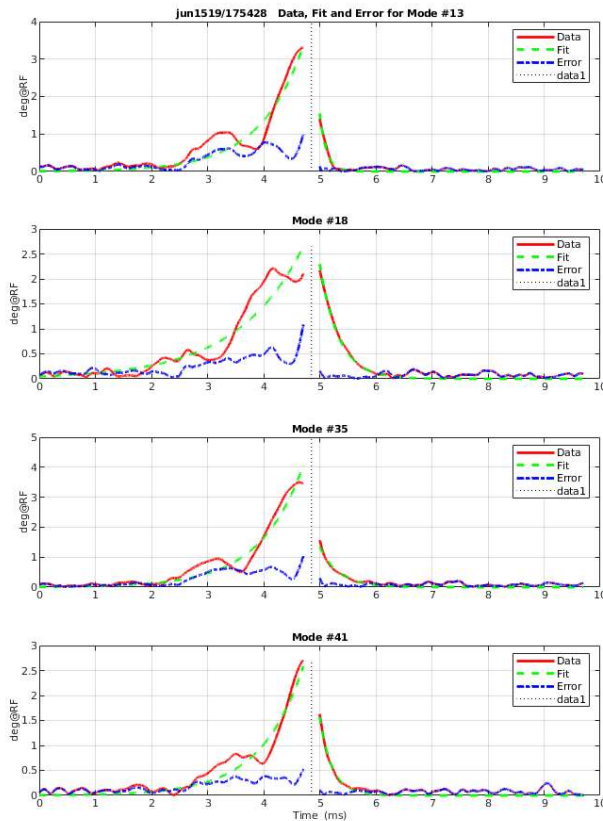 jun1519/175428 Data, Fit and Error for Mode #13
4
3
2
1
0
deg@RF
0 1 2 3 4 5 6 7 8 9 10
Data
Fit
Error
data1
Mode #18
3
2.5
2
1.5
1
0.5
0
deg@RF
0 1 2 3 4 5 6 7 8 9 10
Data
Fit
Error
data1
Mode #35
5
4
3
2
1
0
deg@RF
0 1 2 3 4 5 6 7 8 9 10
Data
Fit
Error
data1
Mode #41
3
2.5
2
1.5
1
0.5
0
deg@RF
0 1 2 3 4 5 6 7 8 9 10
Data
Fit
Error
data1
Time (ms)